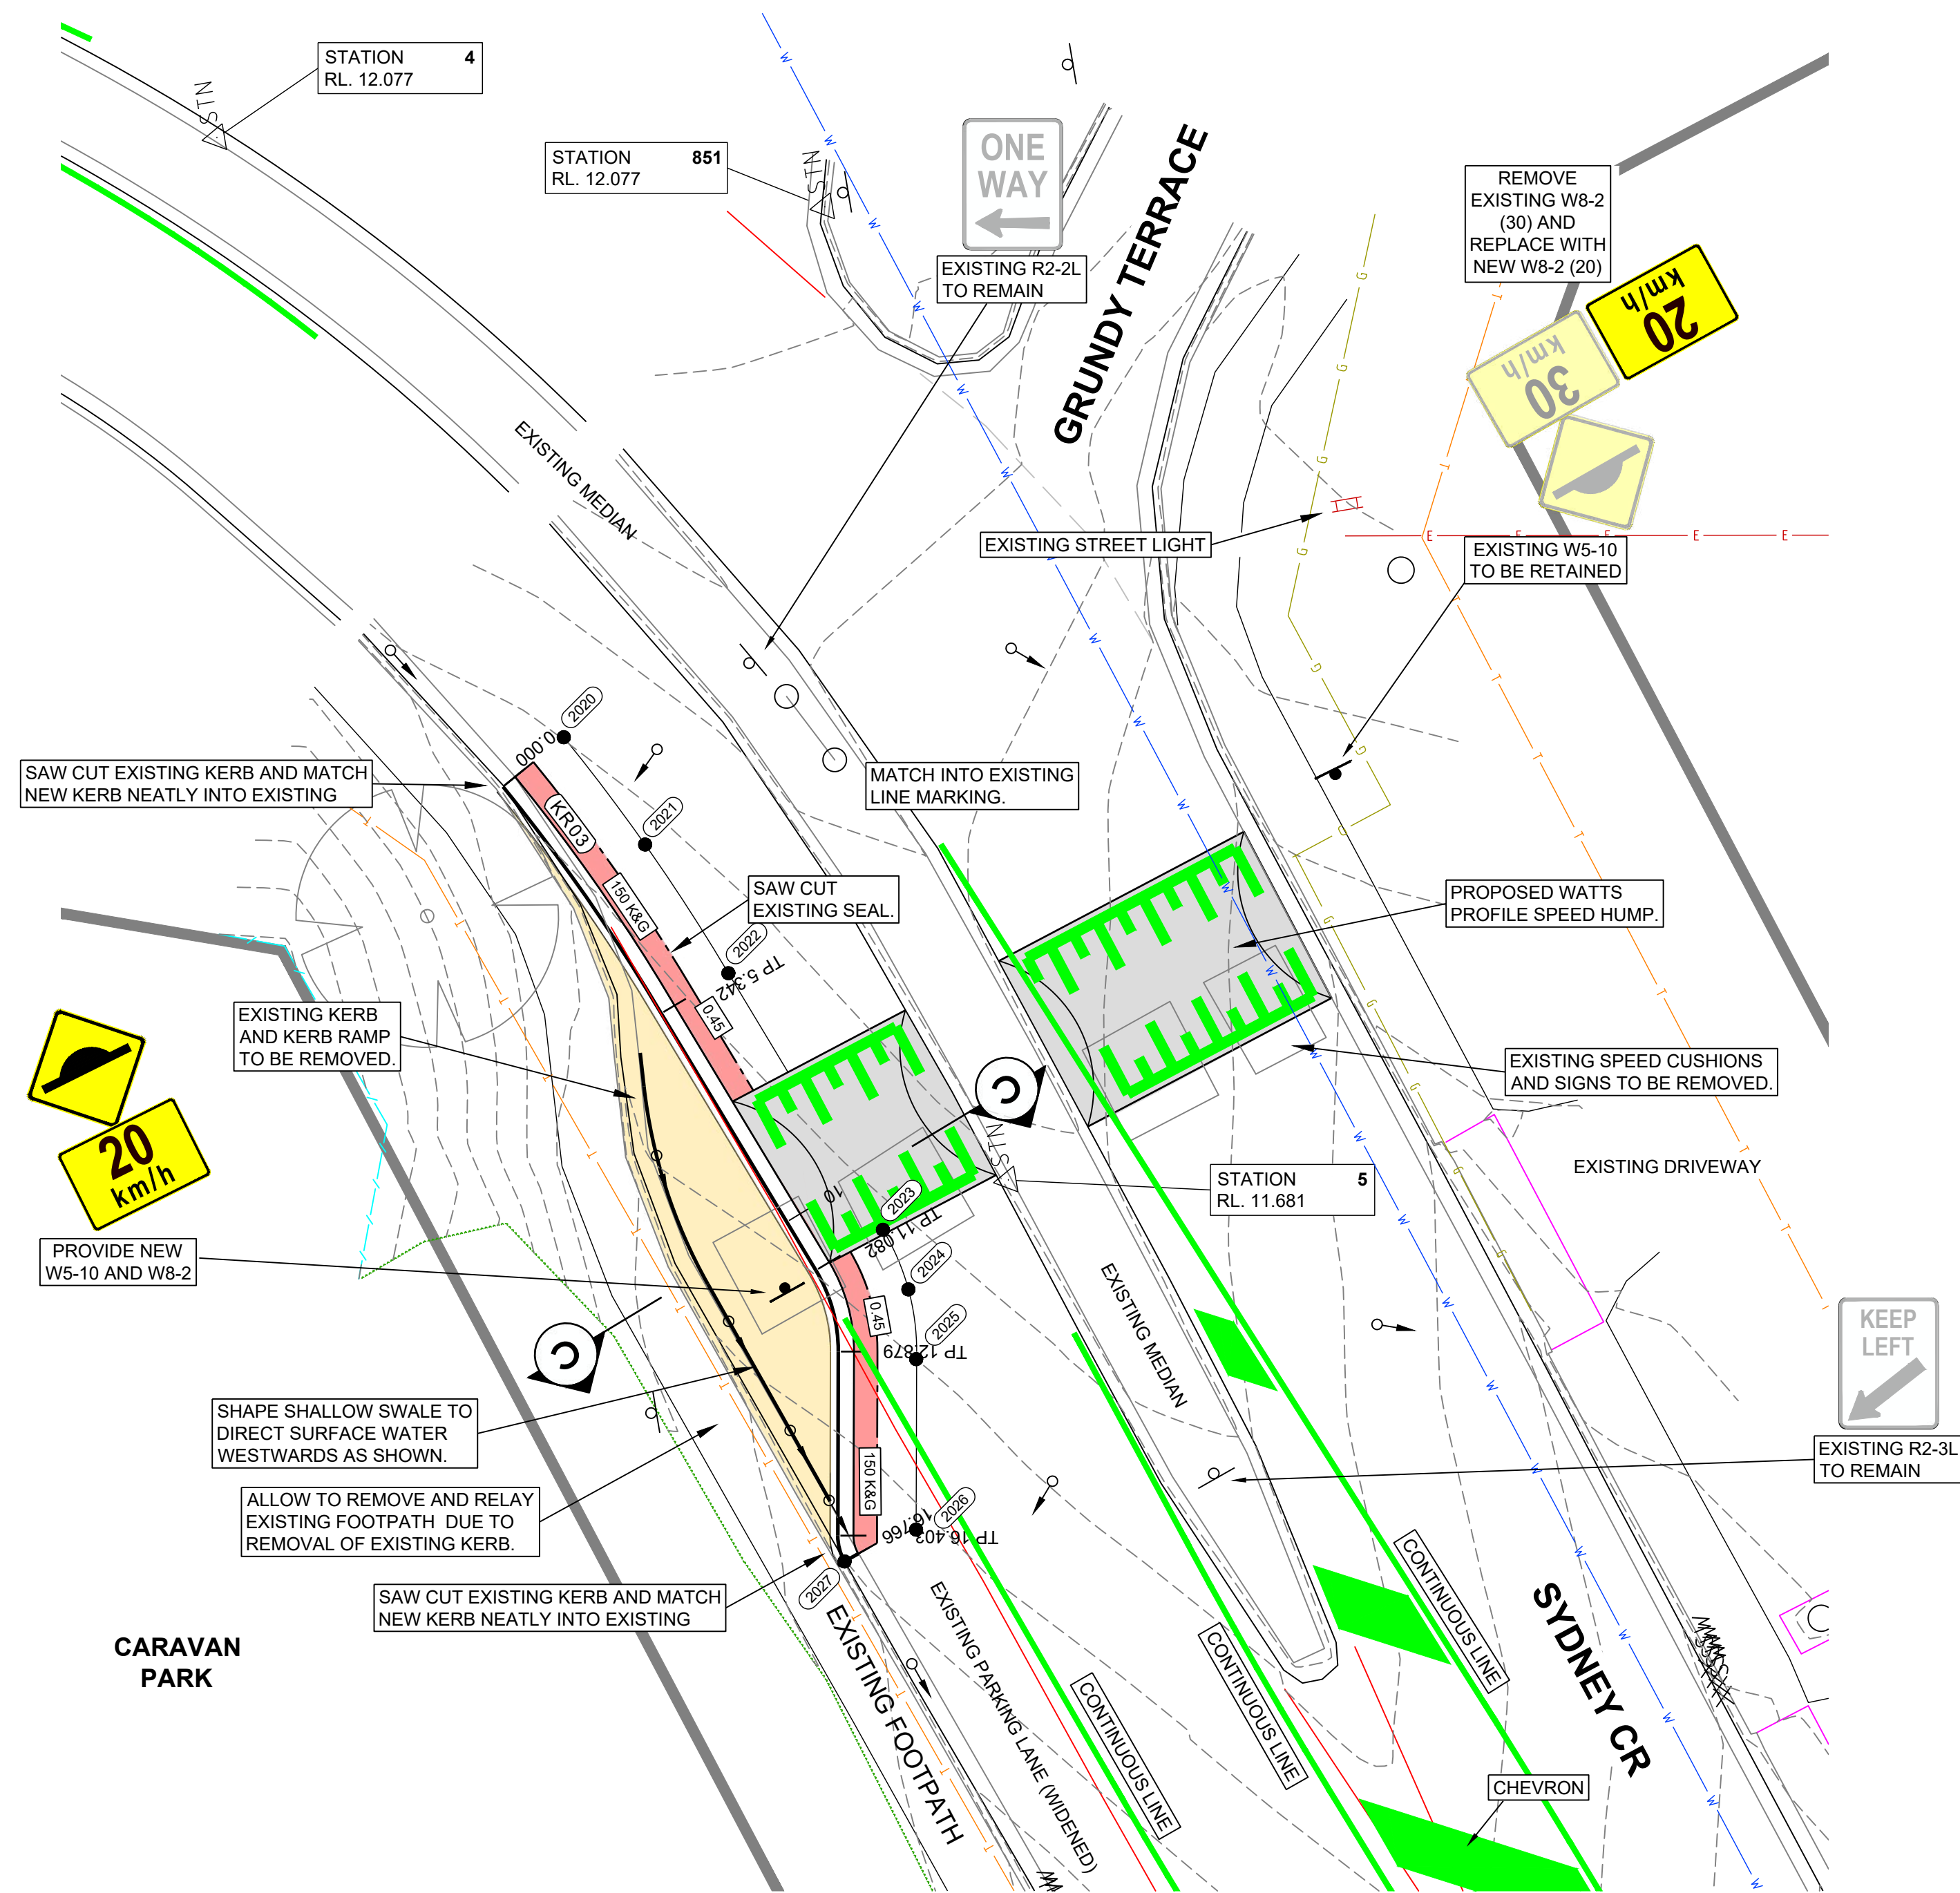 STATION 4
RL. 12.077
STN
STATION 851
RL. 12.077
STN
ONE
WAY
EXISTING R2-2L
TO REMAIN
GRUNDY TERRACE
REMOVE
EXISTING W8-2
(30) AND
REPLACE WITH
NEW W8-2 (20)
20
km/h
30
km/h
EXISTING MEDIAN
EXISTING STREET LIGHT
EXISTING W5-10
TO BE RETAINED
SAW CUT EXISTING KERB AND MATCH
NEW KERB NEATLY INTO EXISTING
0.000
2020
2021
KR03
150 K&G
MATCH INTO EXISTING
LINE MARKING.
SAW CUT
EXISTING SEAL.
2022
TP 5.342
0.45
PROPOSED WATTS
PROFILE SPEED HUMP.
EXISTING KERB
AND KERB RAMP
TO BE REMOVED.
C
EXISTING SPEED CUSHIONS
AND SIGNS TO BE REMOVED.
20
km/h
STN
STATION 5
RL. 11.681
EXISTING DRIVEWAY
10
2023
TP 11.082
2024
PROVIDE NEW
W5-10 AND W8-2
0.45
2025
TP 12.879
C
EXISTING MEDIAN
KEEP
LEFT
SHAPE SHALLOW SWALE TO
DIRECT SURFACE WATER
WESTWARDS AS SHOWN.
150 K&G
EXISTING R2-3L
TO REMAIN
ALLOW TO REMOVE AND RELAY
EXISTING FOOTPATH DUE TO
REMOVAL OF EXISTING KERB.
2026
16.766
TP 16.403
SAW CUT EXISTING KERB AND MATCH
NEW KERB NEATLY INTO EXISTING
2027
CARAVAN
PARK
EXISTING FOOTPATH
EXISTING PARKING LANE (WIDENED)
CONTINUOUS LINE
CONTINUOUS LINE
CONTINUOUS LINE
SYDNEY CR
CHEVRON